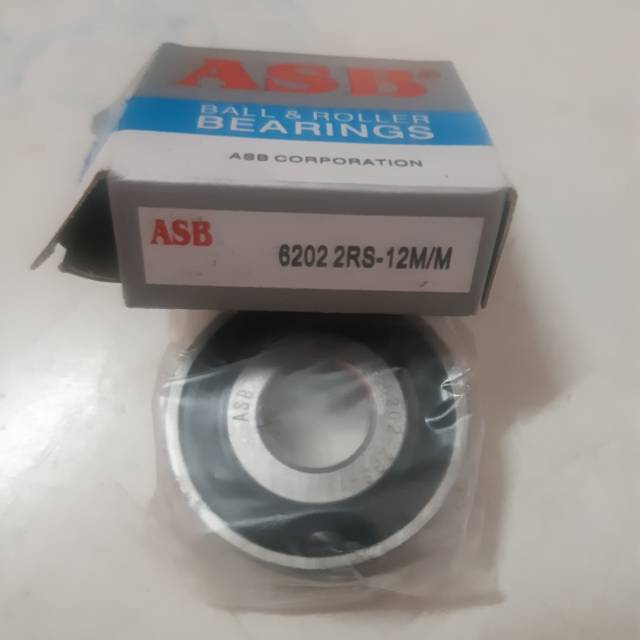 ASB®
BALL & ROLLER
BEARINGS
ASB CORPORATION
ASB
6202 2RS-12M/M
ASB